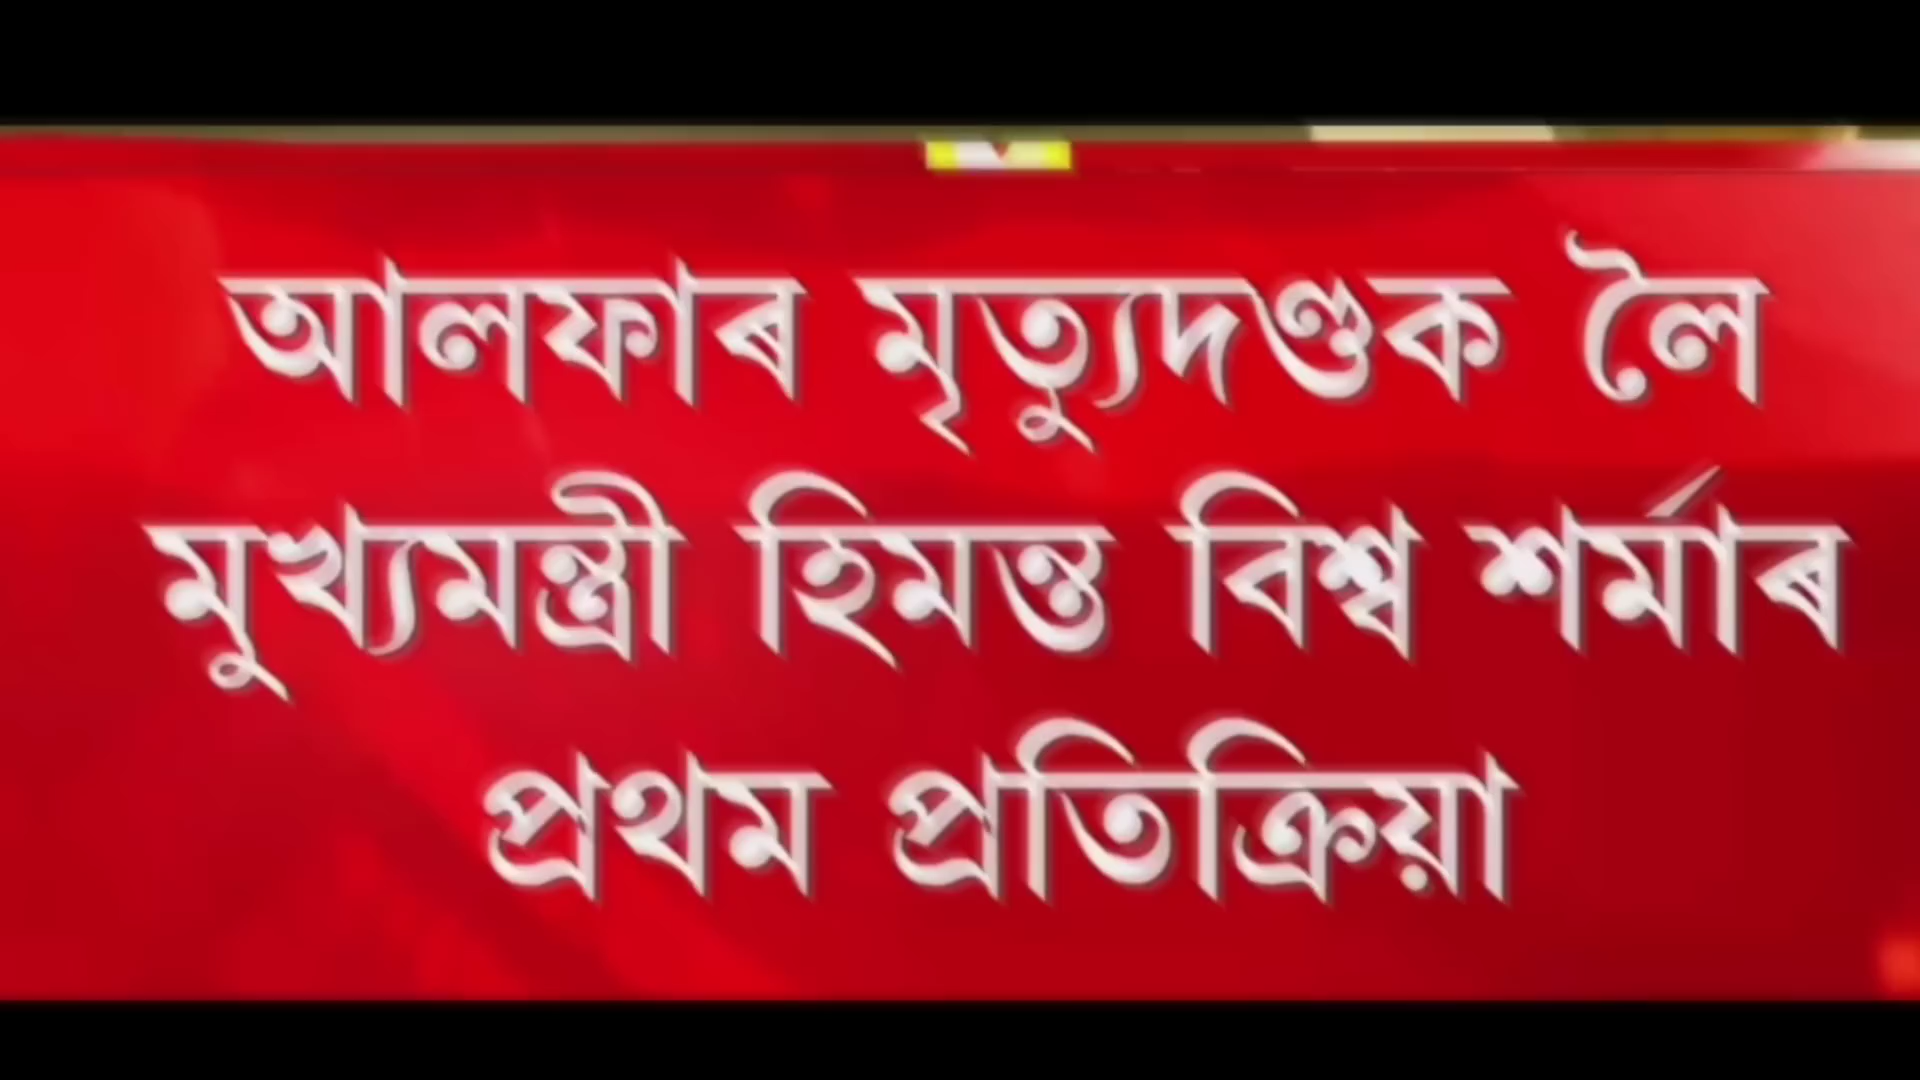 আলফাৰ মৃত্যুদণ্ডক লৈ
মুখ্যমন্ত্ৰী হিমন্ত বিশ্ব শৰ্মাৰ
প্ৰথম প্ৰতিক্ৰিয়া